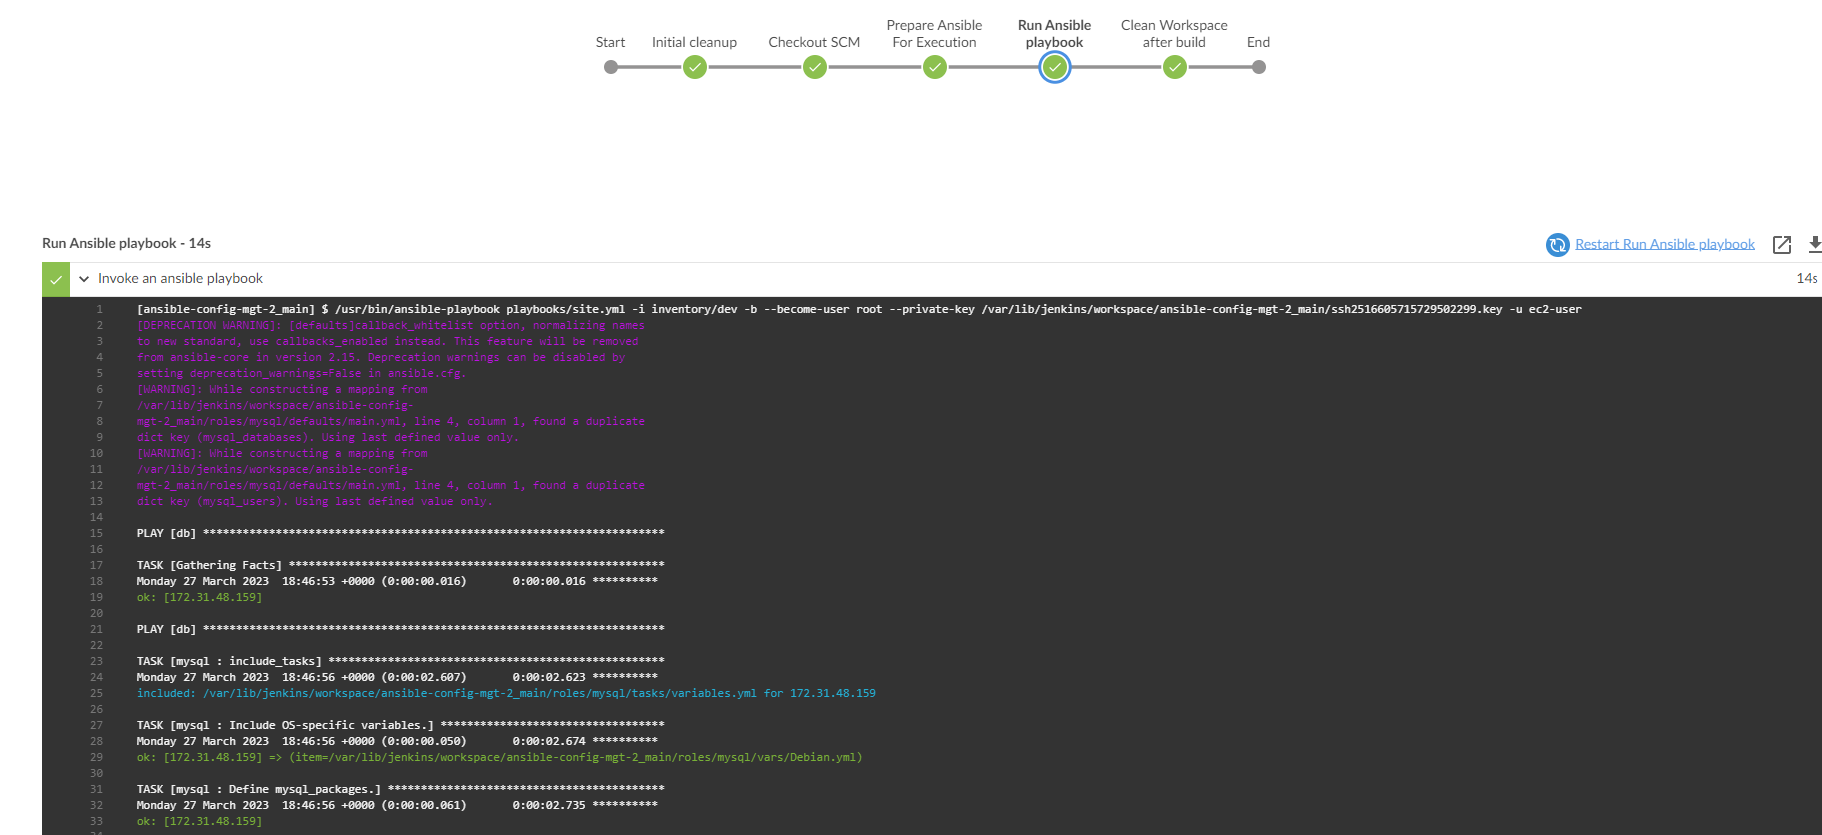 Start
Initial cleanup
Checkout SCM
Prepare Ansible
For Execution
Run Ansible
playbook
Clean Workspace
after build
End
Run Ansible playbook - 14s
Restart Run Ansible playbook
Invoke an ansible playbook
14s
1 [ansible-config-mgt-2_main] $ /usr/bin/ansible-playbook playbooks/site.yml -i inventory/dev -b --become-user root --private-key /var/lib/jenkins/workspace/ansible-config-mgt-2_main/ssh2516605715729502299.key -u ec2-user
2 [DEPRECATION WARNING]: [defaults]callback_whitelist option, normalizing names
3 to new standard, use callbacks_enabled instead. This feature will be removed
4 from ansible-core in version 2.15. Deprecation warnings can be disabled by
5 setting deprecation_warnings=False in ansible.cfg.
6 [WARNING]: While constructing a mapping from
7 /var/lib/jenkins/workspace/ansible-config-
8 mgt-2_main/roles/mysql/defaults/main.yml, line 4, column 1, found a duplicate
9 dict key (mysql_databases). Using last defined value only.
10 [WARNING]: While constructing a mapping from
11 /var/lib/jenkins/workspace/ansible-config-
12 mgt-2_main/roles/mysql/defaults/main.yml, line 4, column 1, found a duplicate
13 dict key (mysql_users). Using last defined value only.
14
15 PLAY [db] **********************************************************************
16
17 TASK [Gathering Facts] *********************************************************
18 Monday 27 March 2023  18:46:53 +0000 (0:00:00.016)       0:00:00.016 **********
19 ok: [172.31.48.159]
20
21 PLAY [db] **********************************************************************
22
23 TASK [mysql : include_tasks] ***************************************************
24 Monday 27 March 2023  18:46:56 +0000 (0:00:02.607)       0:00:02.623 **********
25 included: /var/lib/jenkins/workspace/ansible-config-mgt-2_main/roles/mysql/tasks/variables.yml for 172.31.48.159
26
27 TASK [mysql : Include OS-specific variables.] **********************************
28 Monday 27 March 2023  18:46:56 +0000 (0:00:00.050)       0:00:02.674 **********
29 ok: [172.31.48.159] => (item=/var/lib/jenkins/workspace/ansible-config-mgt-2_main/roles/mysql/vars/Debian.yml)
30
31 TASK [mysql : Define mysql_packages.] ******************************************
32 Monday 27 March 2023  18:46:56 +0000 (0:00:00.061)       0:00:02.735 **********
33 ok: [172.31.48.159]